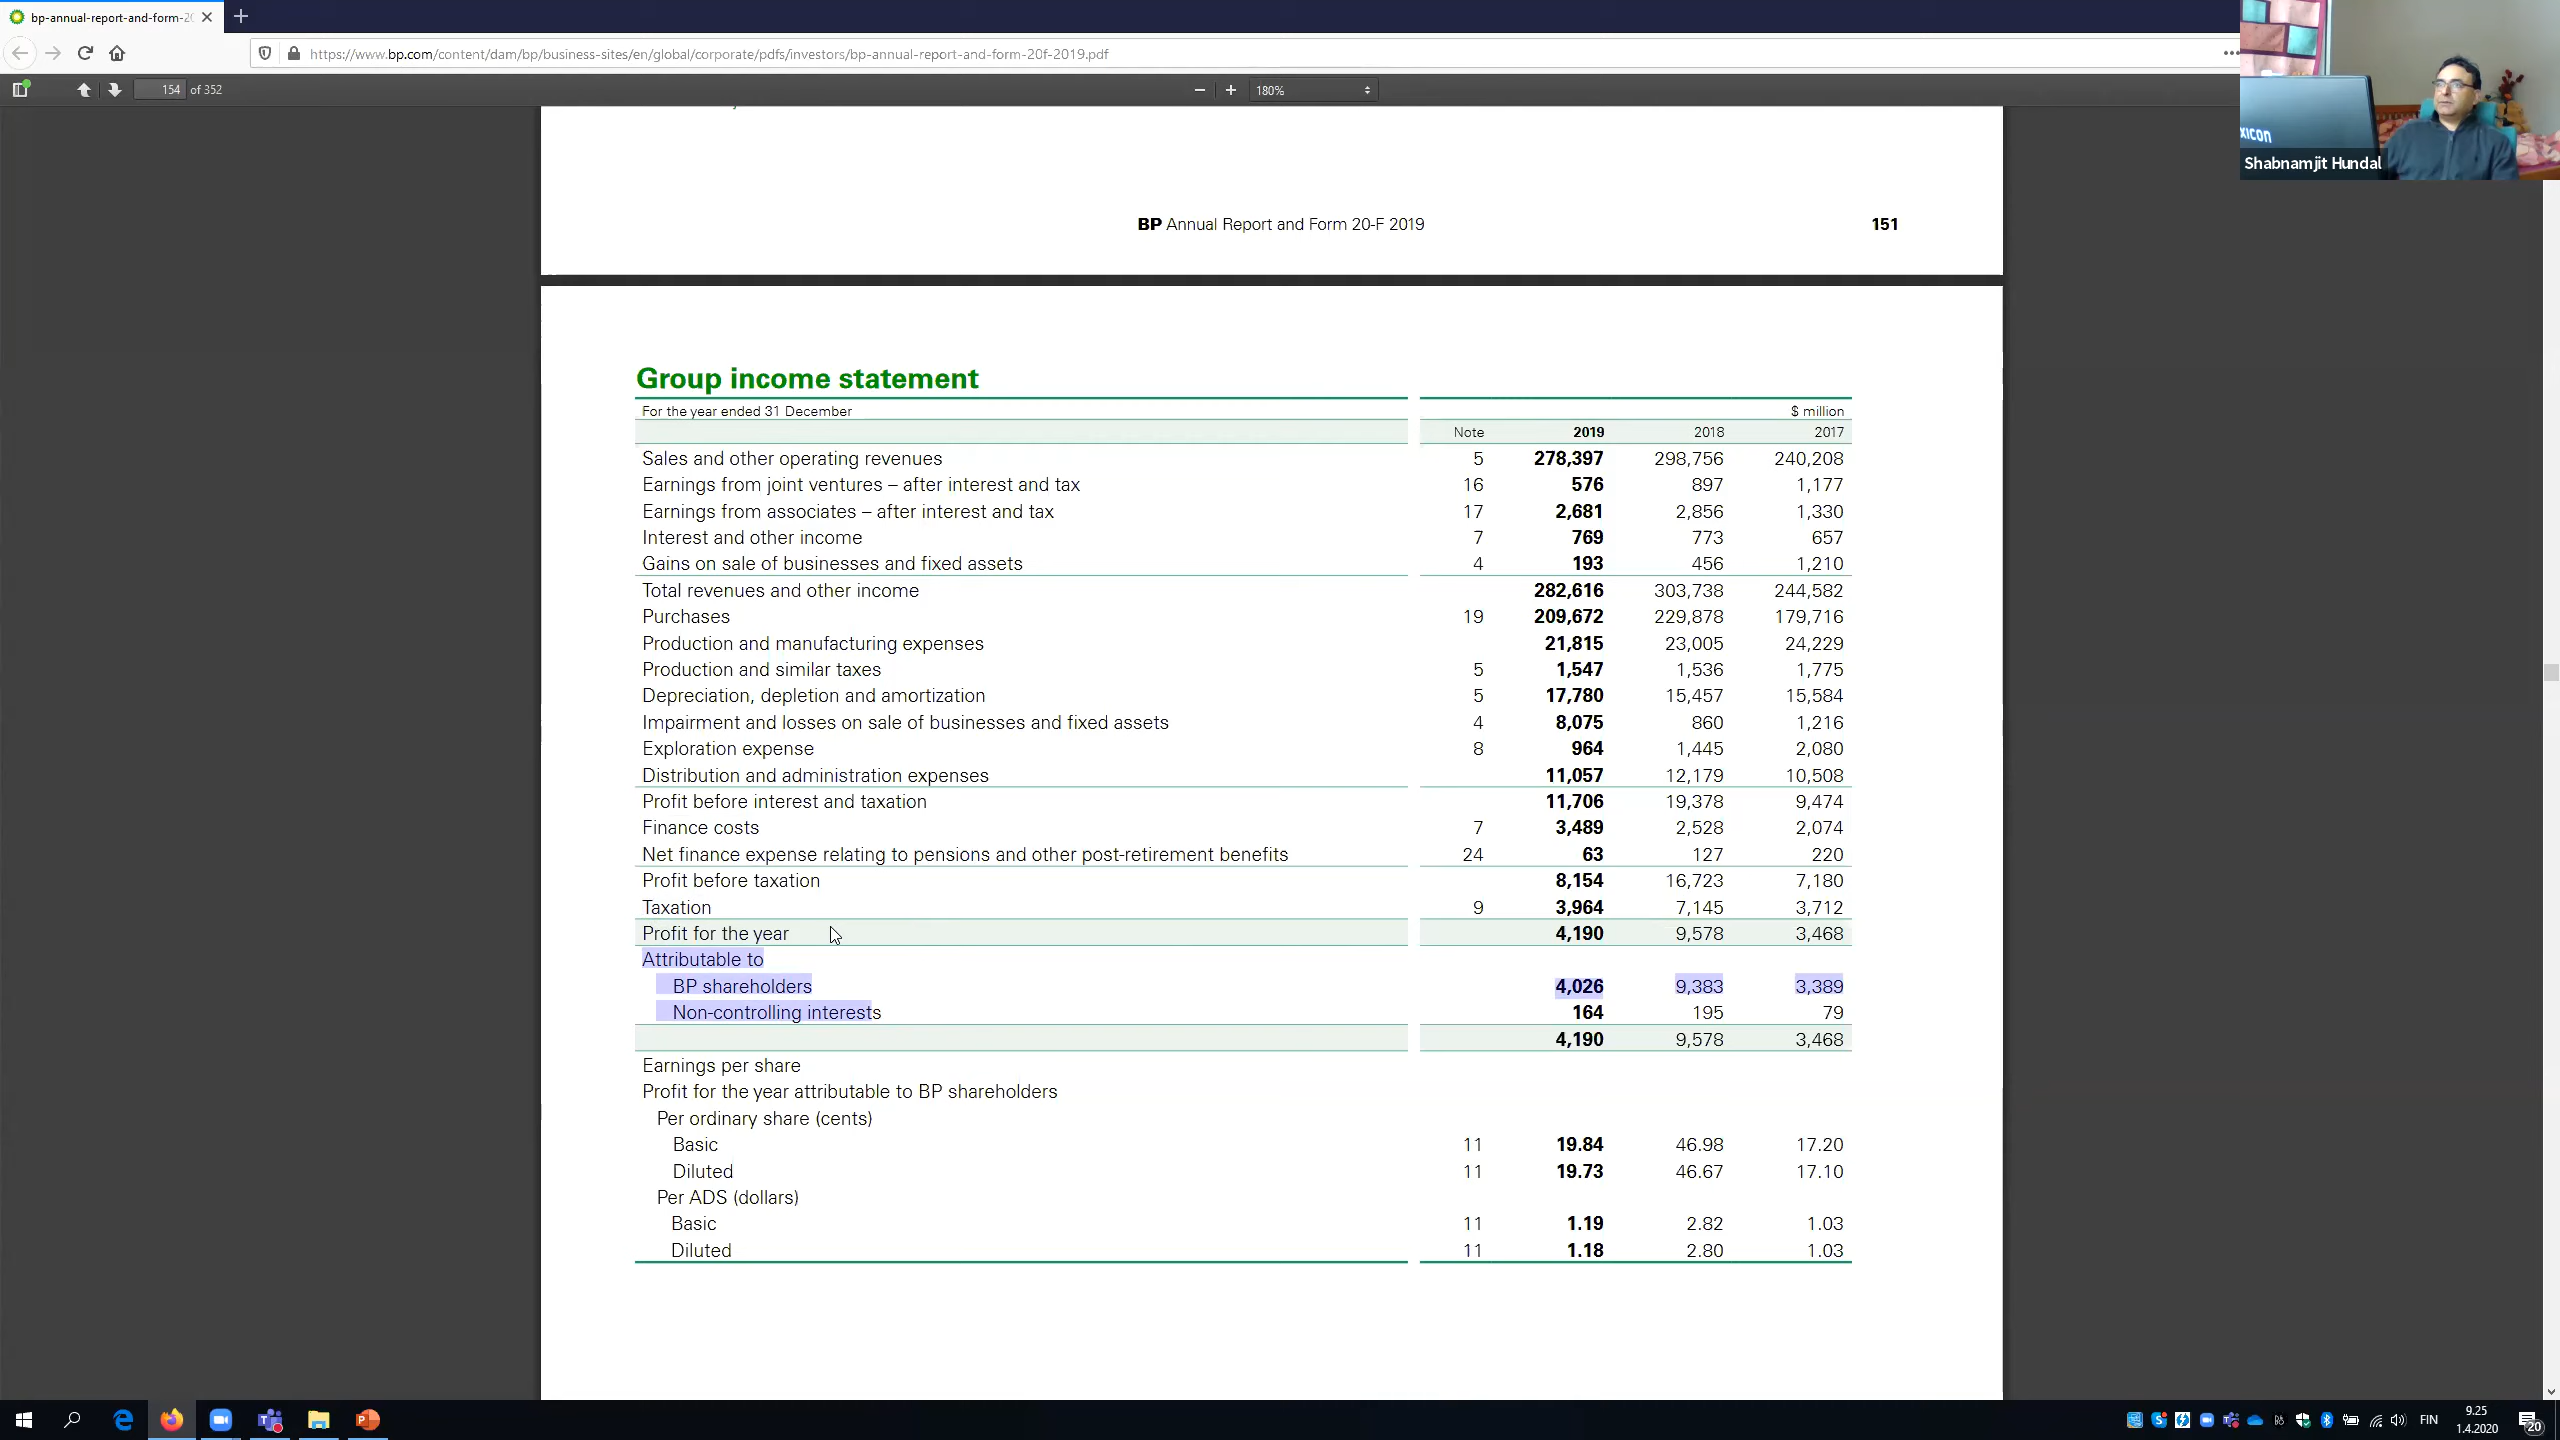 bp-annual-report-and-form-20
https://www.bp.com/content/dam/bp/business-sites/en/global/corporate/pdfs/investors/bp-annual-report-and-form-20f-2019.pdf
154 of 352
180%
XICON
Shabnamjit Hundal
BP Annual Report and Form 20-F 2019 151
Group income statement
For the year ended 31 December $ million
Note 2019 2018 2017
Sales and other operating revenues 5 278,397 298,756 240,208
Earnings from joint ventures – after interest and tax 16 576 897 1,177
Earnings from associates – after interest and tax 17 2,681 2,856 1,330
Interest and other income 7 769 773 657
Gains on sale of businesses and fixed assets 4 193 456 1,210
Total revenues and other income 282,616 303,738 244,582
Purchases 19 209,672 229,878 179,716
Production and manufacturing expenses 21,815 23,005 24,229
Production and similar taxes 5 1,547 1,536 1,775
Depreciation, depletion and amortization 5 17,780 15,457 15,584
Impairment and losses on sale of businesses and fixed assets 4 8,075 860 1,216
Exploration expense 8 964 1,445 2,080
Distribution and administration expenses 11,057 12,179 10,508
Profit before interest and taxation 11,706 19,378 9,474
Finance costs 7 3,489 2,528 2,074
Net finance expense relating to pensions and other post-retirement benefits 24 63 127 220
Profit before taxation 8,154 16,723 7,180
Taxation 9 3,964 7,145 3,712
Profit for the year 4,190 9,578 3,468
Attributable to
BP shareholders 4,026 9,383 3,389
Non-controlling interests 164 195 79
4,190 9,578 3,468
Earnings per share
Profit for the year attributable to BP shareholders
Per ordinary share (cents)
Basic 11 19.84 46.98 17.20
Diluted 11 19.73 46.67 17.10
Per ADS (dollars)
Basic 11 1.19 2.82 1.03
Diluted 11 1.18 2.80 1.03
FIN
9.25
1.4.2020
20